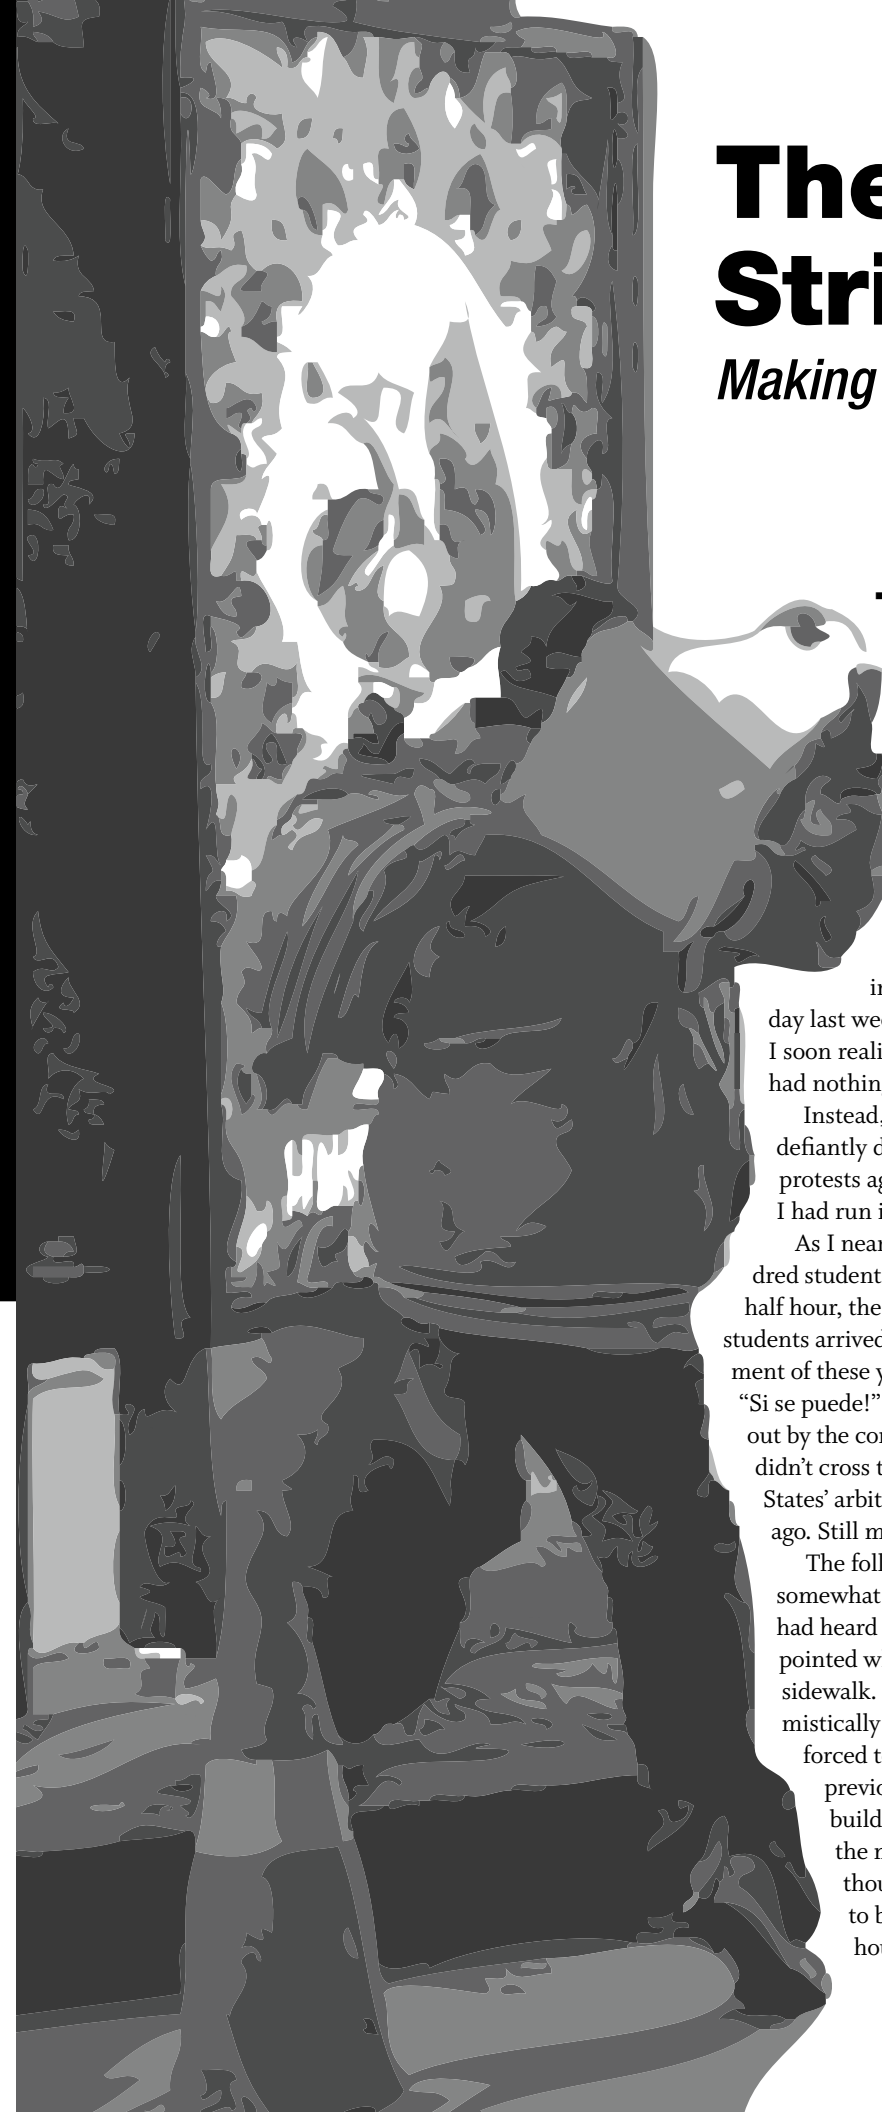 The
Stri
Making
in
day last wee
I soon reali
had nothin
Instead,
defiantly d
protests ag
I had run i
As I near
dred student
half hour, the
students arrived
ment of these y
“Si se puede!”
out by the cor
didn’t cross t
States’ arbit
ago. Still m
The foll
somewhat
had heard
pointed w
sidewalk.
mistically
forced t
previo
build
the m
thou
to b
hou